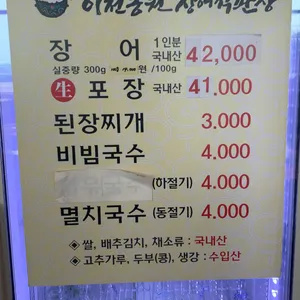 장어 1인분 국내산 42,000
실중량 300g /100g
生 포장 국내산 41.000
된장찌개 3.000
비빔국수 4.000
(하절기) 4.000
멸치국수 (동절기) 4.000
◉ 쌀, 배추김치, 채소류 : 국내산
◉ 고추가루, 두부(콩), 생강 : 수입산